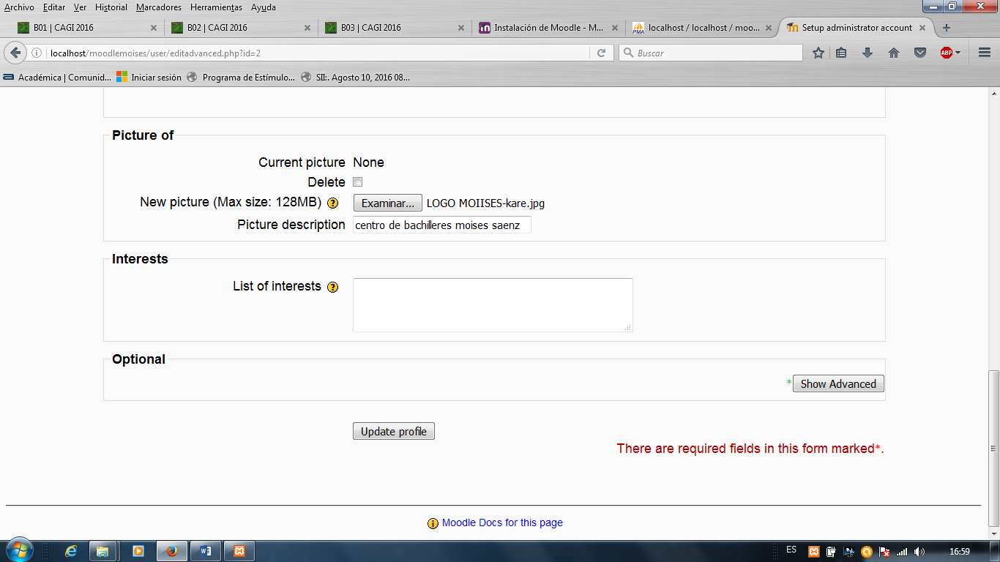 Archivo Editar Ver Historial Marcadores Herramientas Ayuda
B01 | CAGI 2016 B02 | CAGI 2016 B03 | CAGI 2016 Instalación de Moodle - M... localhost / localhost / moo... Setup administrator account
localhost/moodlemoises/user/editadvanced.php?id=2 Buscar ABP
Académica | Comunid... Iniciar sesión Programa de Estímulo... SII:. Agosto 10, 2016 08...
Picture of
Current picture None
Delete
New picture (Max size: 128MB) Examinar... LOGO MOIISES-kare.jpg
Picture description centro de bachilleres moises saenz
Interests
List of interests
Optional
*Show Advanced
Update profile
There are required fields in this form marked*.
Moodle Docs for this page
ES 16:59